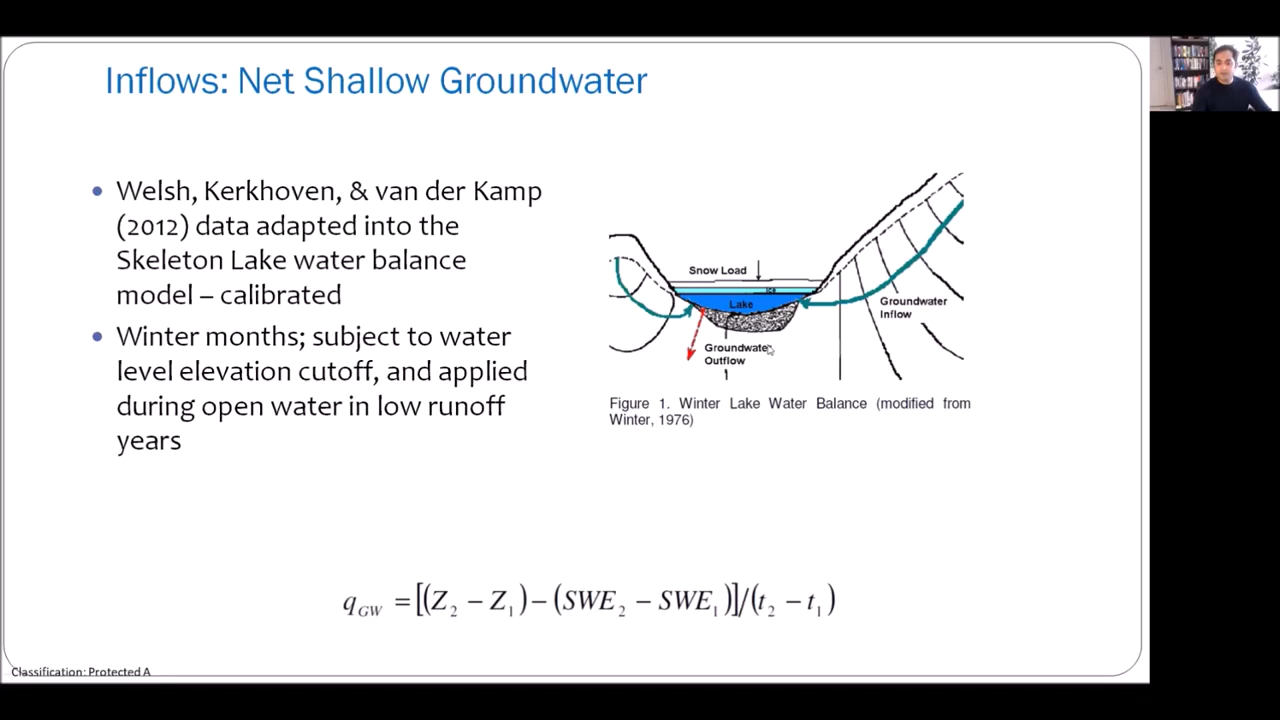 Inflows: Net Shallow Groundwater
• Welsh, Kerkhoven, & van der Kamp
(2012) data adapted into the
Skeleton Lake water balance
model – calibrated
• Winter months; subject to water
level elevation cutoff, and applied
during open water in low runoff
years
Snow Load
Ice
Lake
Groundwater
Inflow
Groundwater
Outflow
Figure 1. Winter Lake Water Balance (modified from
Winter, 1976)
q_GW = [(Z_2 − Z_1) − (SWE_2 − SWE_1)]/(t_2 − t_1)
Classification: Protected A